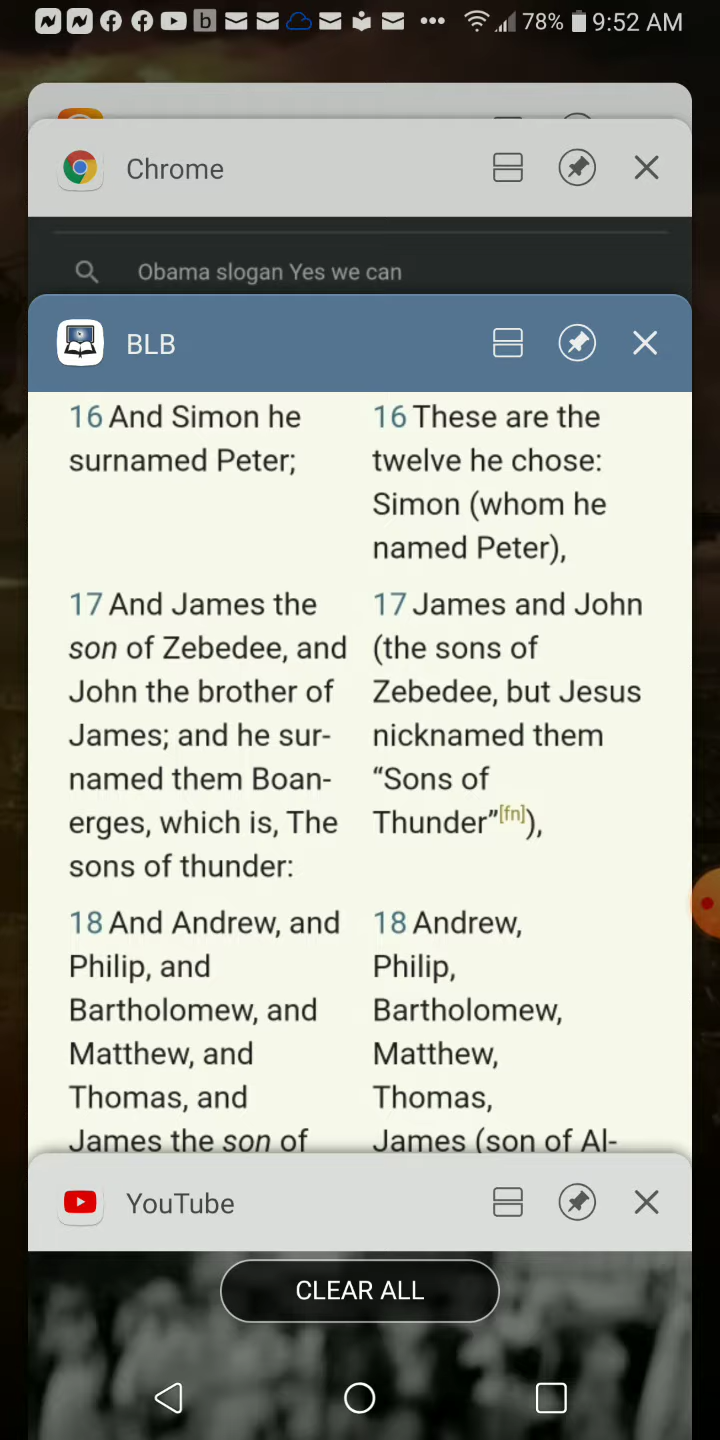 78% 9:52 AM
Chrome
Obama slogan Yes we can
BLB
16 And Simon he
surnamed Peter;
16 These are the
twelve he chose:
Simon (whom he
named Peter),
17 And James the
son of Zebedee, and
John the brother of
James; and he sur-
named them Boan-
erges, which is, The
sons of thunder:
17 James and John
(the sons of
Zebedee, but Jesus
nicknamed them
“Sons of
Thunder”[fn]),
18 And Andrew, and
Philip, and
Bartholomew, and
Matthew, and
Thomas, and
James the son of
18 Andrew,
Philip,
Bartholomew,
Matthew,
Thomas,
James (son of Al-
YouTube
CLEAR ALL